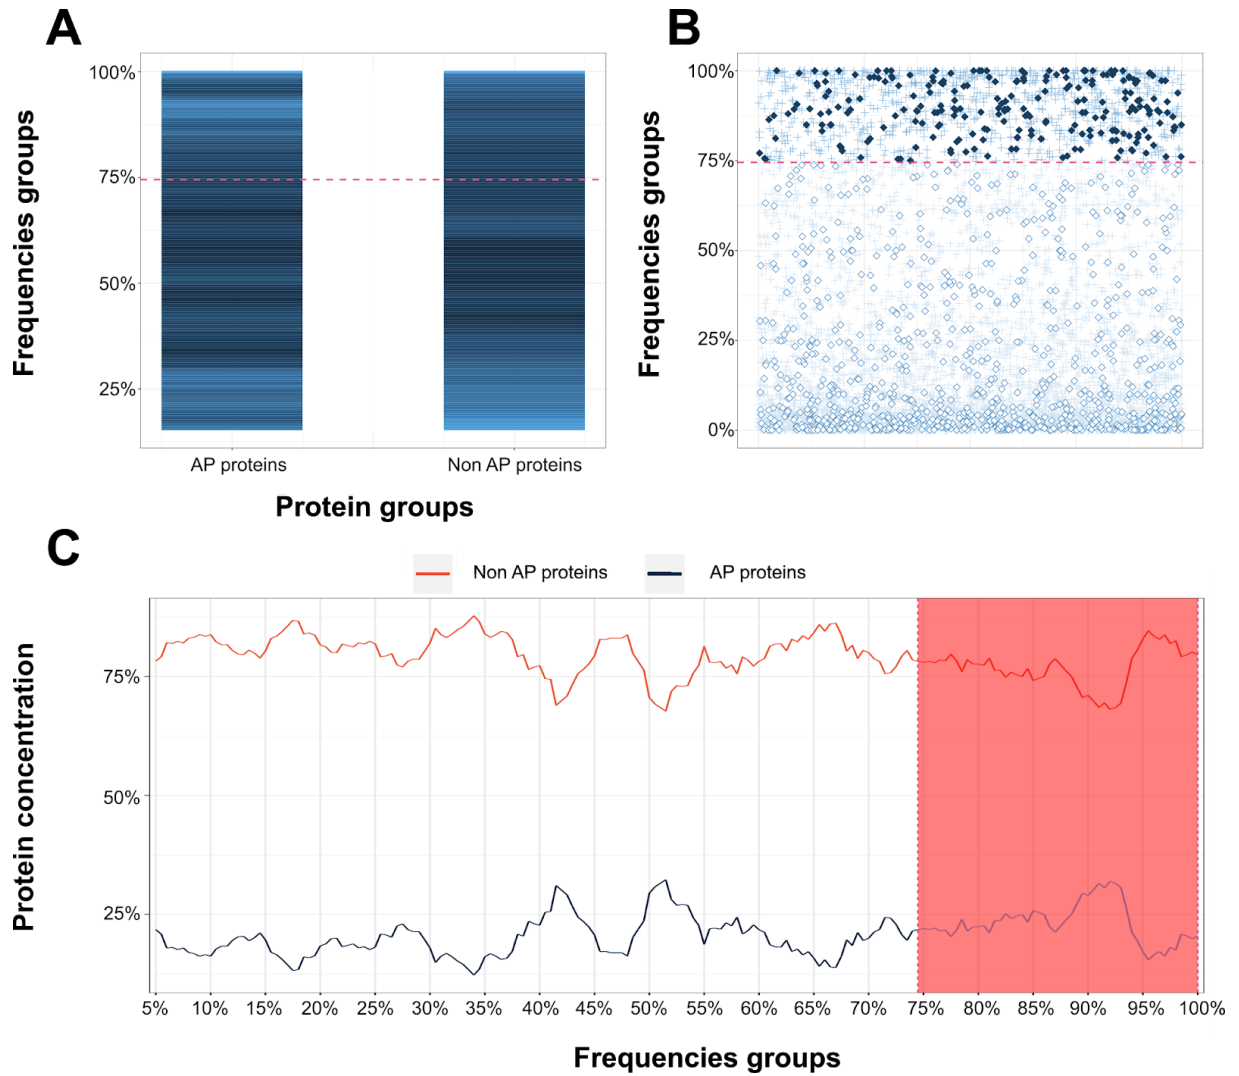 A
B
Frequencies groups
100%
75%
50%
25%
AP proteins
Non AP proteins
Protein groups
Frequencies groups
100%
75%
50%
25%
0%
C
Non AP proteins
AP proteins
Protein concentration
75%
50%
25%
5% 10% 15% 20% 25% 30% 35% 40% 45% 50% 55% 60% 65% 70% 75% 80% 85% 90% 95% 100%
Frequencies groups